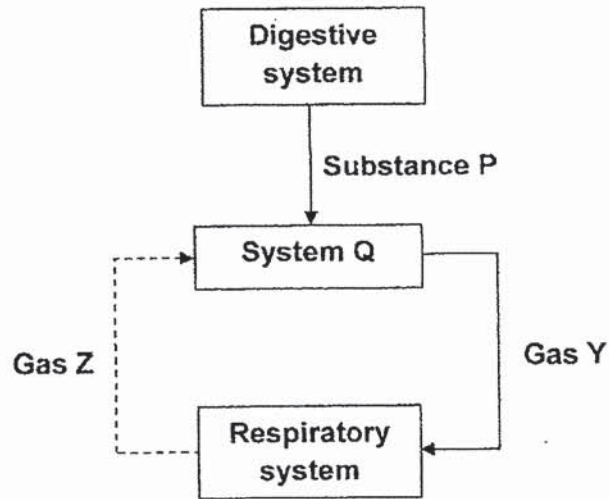 Digestive
system
Substance P
System Q
Gas Z
Gas Y
Respiratory
system